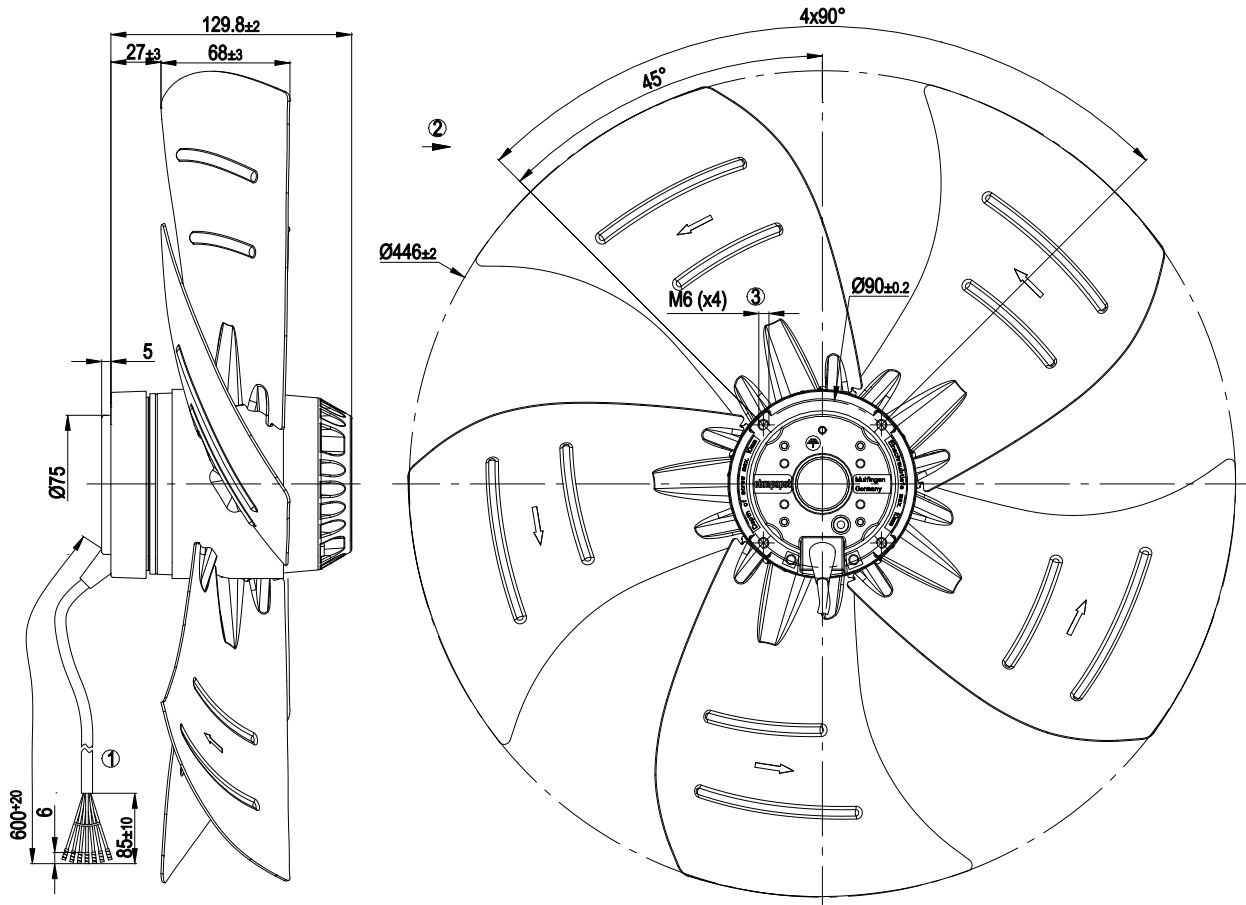 129.8±2
27±3
68±3
4x90°
45°
②
Ø446±2
M6 (x4)
③
Ø90±0.2
5
Ø75
ebmpapst
Mulfingen
Germany
①
600+20
6
85±10